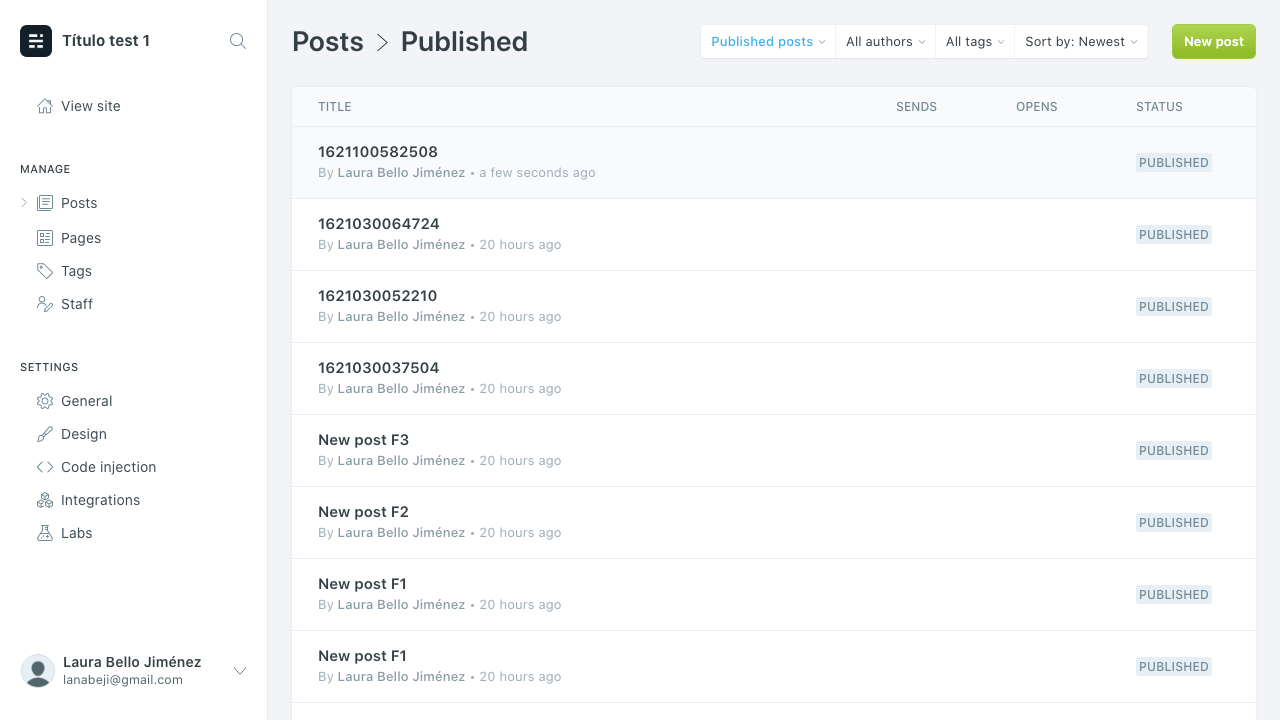 Título test 1
View site
MANAGE
Posts
Pages
Tags
Staff
SETTINGS
General
Design
Code injection
Integrations
Labs
Laura Bello Jiménez
lanabeji@gmail.com
Posts > Published
Published posts
All authors
All tags
Sort by: Newest
New post
TITLE SENDS OPENS STATUS
1621100582508
By Laura Bello Jiménez • a few seconds ago
PUBLISHED
1621030064724
By Laura Bello Jiménez • 20 hours ago
PUBLISHED
1621030052210
By Laura Bello Jiménez • 20 hours ago
PUBLISHED
1621030037504
By Laura Bello Jiménez • 20 hours ago
PUBLISHED
New post F3
By Laura Bello Jiménez • 20 hours ago
PUBLISHED
New post F2
By Laura Bello Jiménez • 20 hours ago
PUBLISHED
New post F1
By Laura Bello Jiménez • 20 hours ago
PUBLISHED
New post F1
By Laura Bello Jiménez • 20 hours ago
PUBLISHED